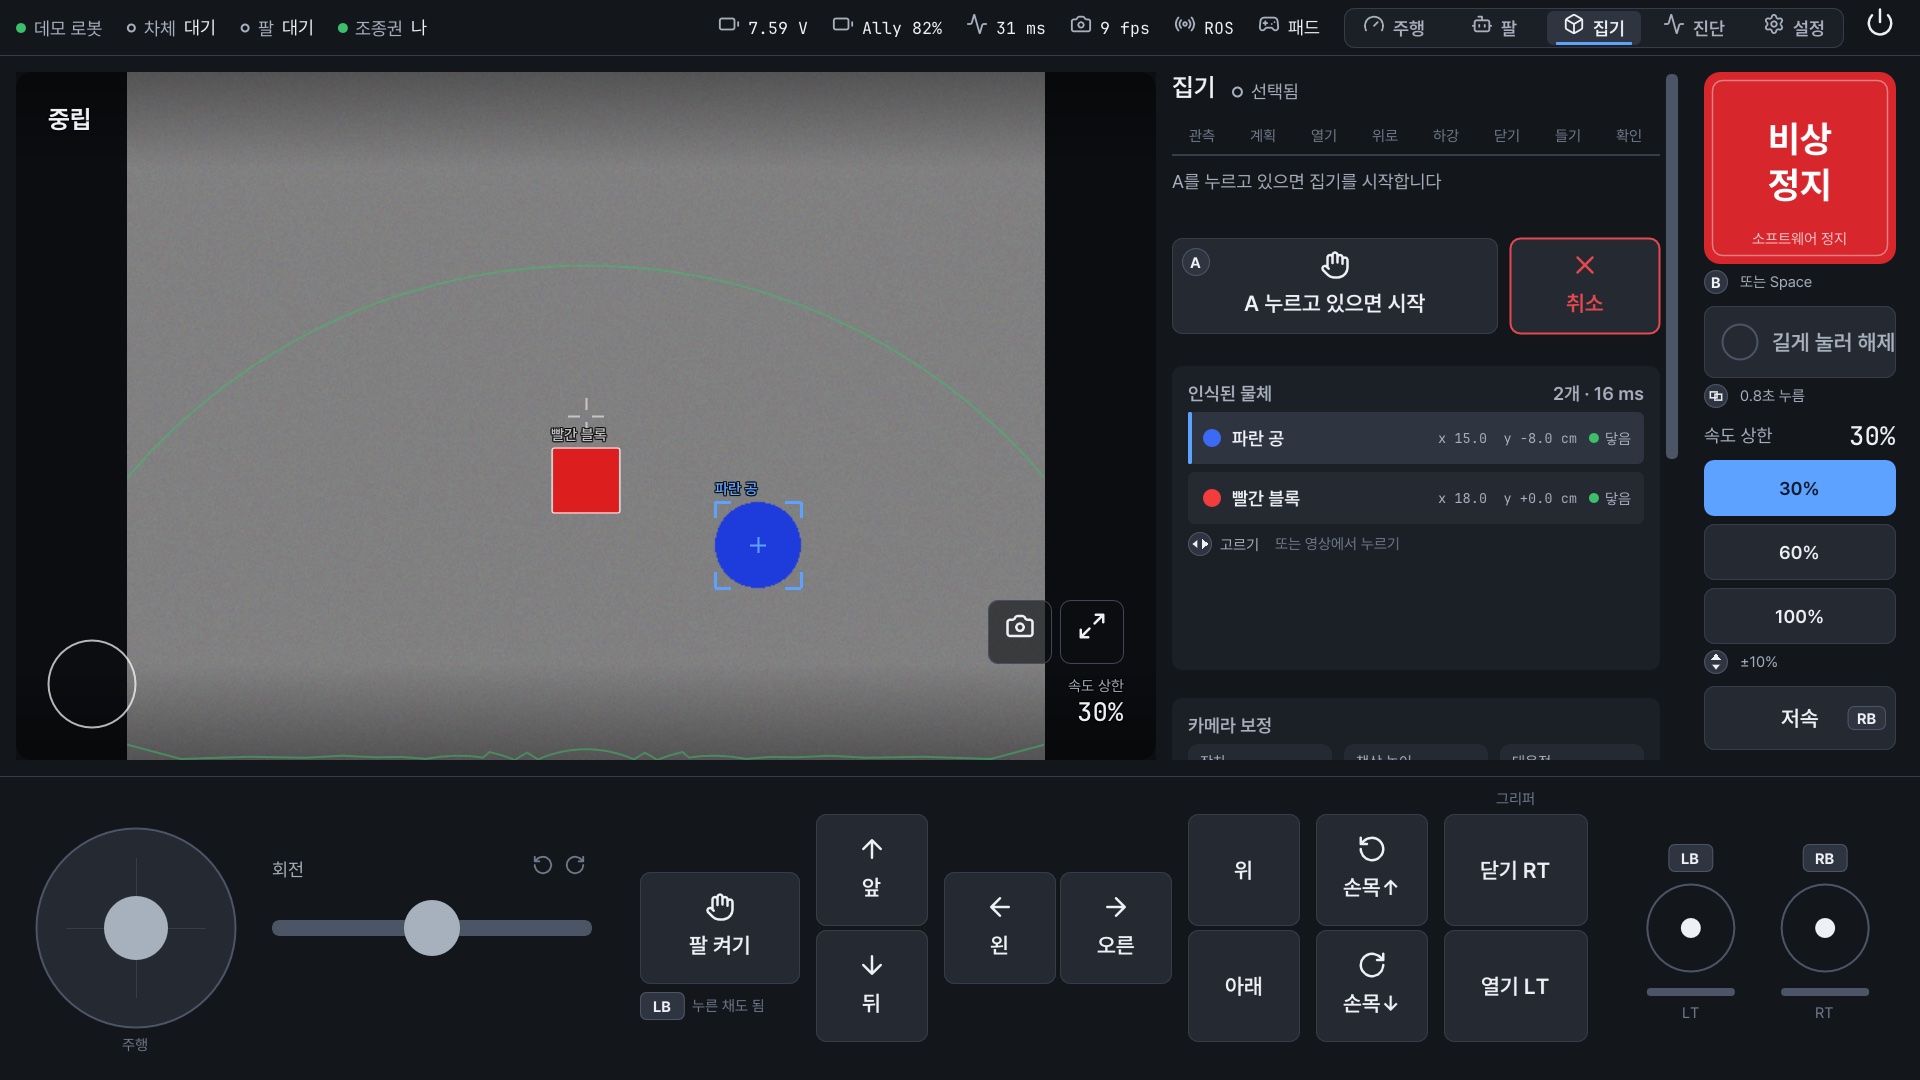 데모 로봇 차체 대기 팔 대기 조종권 나 7.59 V Ally 82% 31 ms 9 fps ROS 패드 주행 팔 집기 진단 설정
중립
빨간 블록
파란 공
속도 상한
30%
집기 선택됨
관측 계획 열기 위로 하강 닫기 들기 확인
A를 누르고 있으면 집기를 시작합니다
A
A 누르고 있으면 시작
취소
인식된 물체 2개 · 16 ms
파란 공 x 15.0 y -8.0 cm 닿음
빨간 블록 x 18.0 y +0.0 cm 닿음
고르기 또는 영상에서 누르기
카메라 보정
비상
정지
소프트웨어 정지
B 또는 Space
길게 눌러 해제
0.8초 누름
속도 상한 30%
30%
60%
100%
±10%
저속 RB
주행
회전
팔 켜기
LB 누른 채도 됨
앞
뒤
왼
오른
위
아래
손목↑
손목↓
그리퍼
닫기 RT
열기 LT
LB
LT
RB
RT